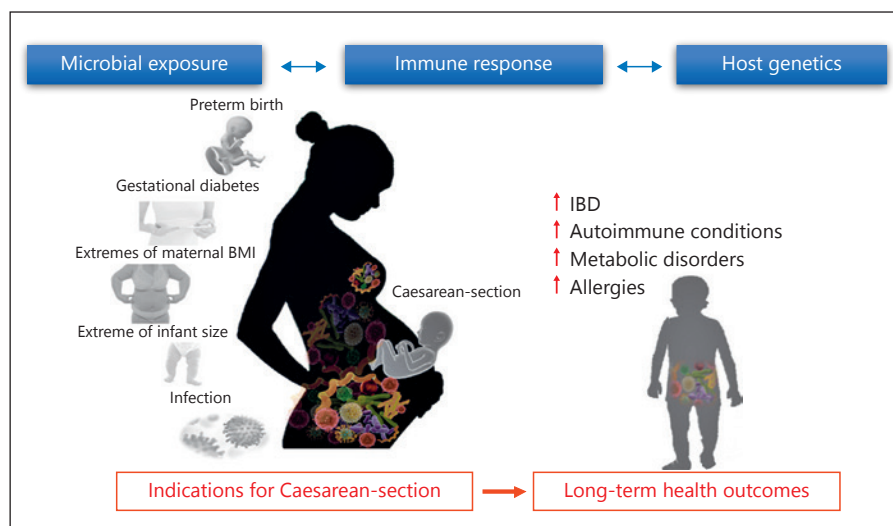 Microbial exposure
Immune response
Host genetics
Preterm birth
Gestational diabetes
Extremes of maternal BMI
Extreme of infant size
Infection
Caesarean-section
↑ IBD
↑ Autoimmune conditions
↑ Metabolic disorders
↑ Allergies
Indications for Caesarean-section
Long-term health outcomes